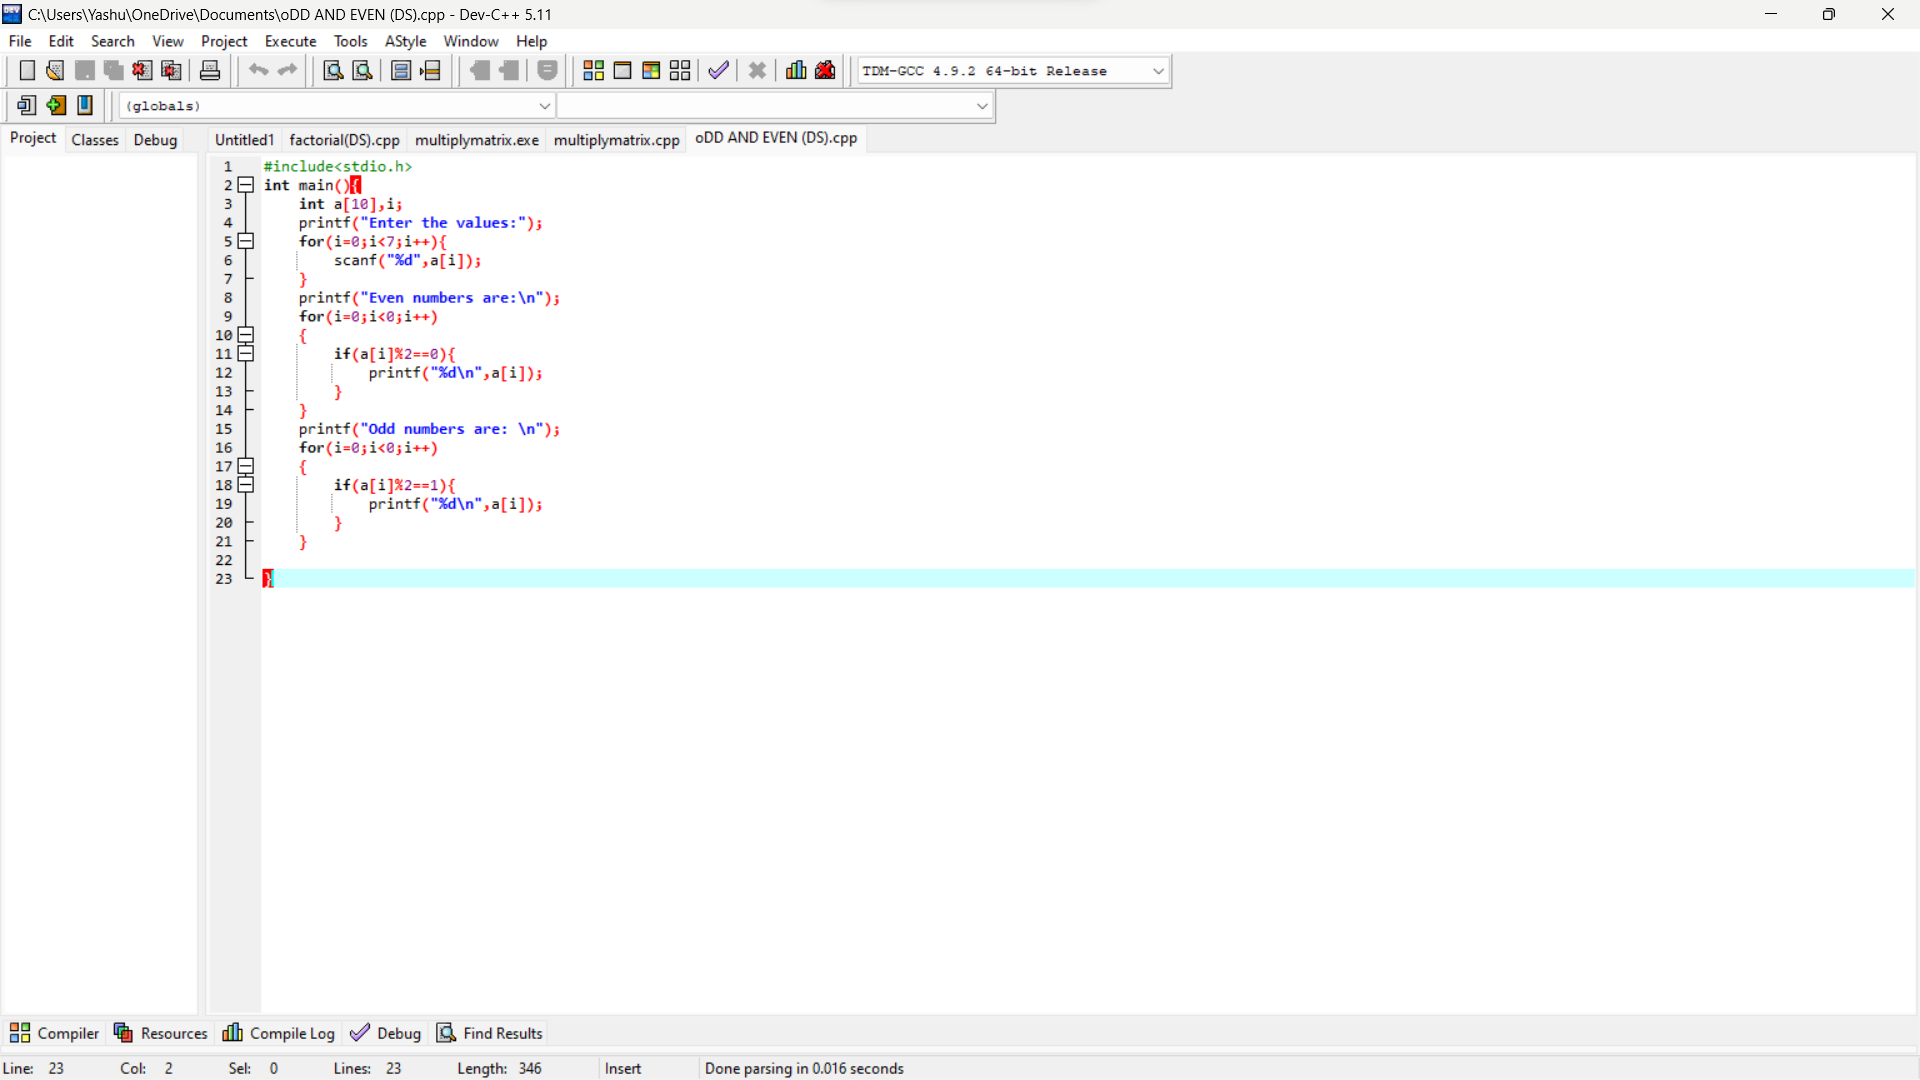 C:\Users\Yashu\OneDrive\Documents\oDD AND EVEN (DS).cpp - Dev-C++ 5.11
File Edit Search View Project Execute Tools AStyle Window Help
TDM-GCC 4.9.2 64-bit Release
(globals)
Project Classes Debug Untitled1 factorial(DS).cpp multiplymatrix.exe multiplymatrix.cpp oDD AND EVEN (DS).cpp
1 #include<stdio.h>
2 int main(){
3 int a[10],i;
4 printf("Enter the values:");
5 for(i=0;i<7;i++){
6 scanf("%d",a[i]);
7 }
8 printf("Even numbers are:\n");
9 for(i=0;i<0;i++)
10 {
11 if(a[i]%2==0){
12 printf("%d\n",a[i]);
13 }
14 }
15 printf("Odd numbers are: \n");
16 for(i=0;i<0;i++)
17 {
18 if(a[i]%2==1){
19 printf("%d\n",a[i]);
20 }
21 }
22
23 }
Compiler Resources Compile Log Debug Find Results
Line: 23 Col: 2 Sel: 0 Lines: 23 Length: 346 Insert Done parsing in 0.016 seconds